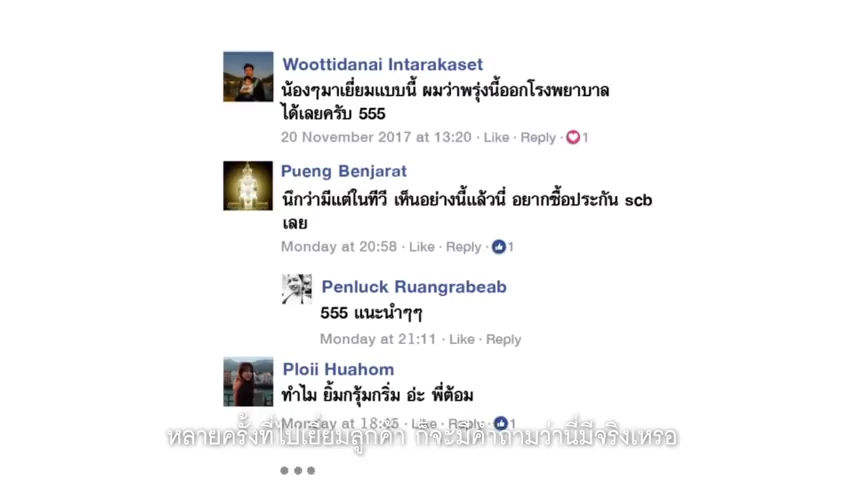 Woottidanai Intarakaset
น้องๆมาเยี่ยมแบบนี้ ผมว่าพรุ่งนี้ออกโรงพยาบาล
ได้เลยครับ 555
20 November 2017 at 13:20 · Like · Reply · 1
Pueng Benjarat
นึกว่ามีแต่ในทีวี เห็นอย่างนี้แล้วนี่ อยากซื้อประกัน scb
เลย
Monday at 20:58 · Like · Reply · 1
Penluck Ruangrabeab
555 แนะนำๆๆ
Monday at 21:11 · Like · Reply
Ploii Huahom
ทำไม ยิ้มกรุ้มกริ่ม อ่ะ พี่ต้อม
Monday at 18:45 · Like · Reply · 1
หลายครั้งที่ไปเยี่ยมลูกค้า ก็จะมีคำถามว่านี่มีจริงเหรอ